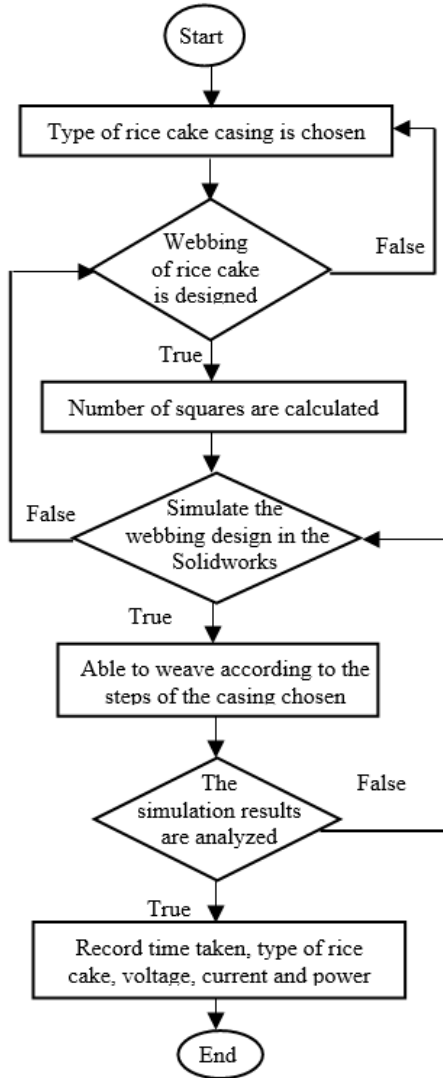 Start
Type of rice cake casing is chosen
Webbing
of rice cake
is designed
False
True
Number of squares are calculated
Simulate the
webbing design in the
Solidworks
False
True
Able to weave according to the
steps of the casing chosen
The
simulation results
are analyzed
False
True
Record time taken, type of rice
cake, voltage, current and power
End